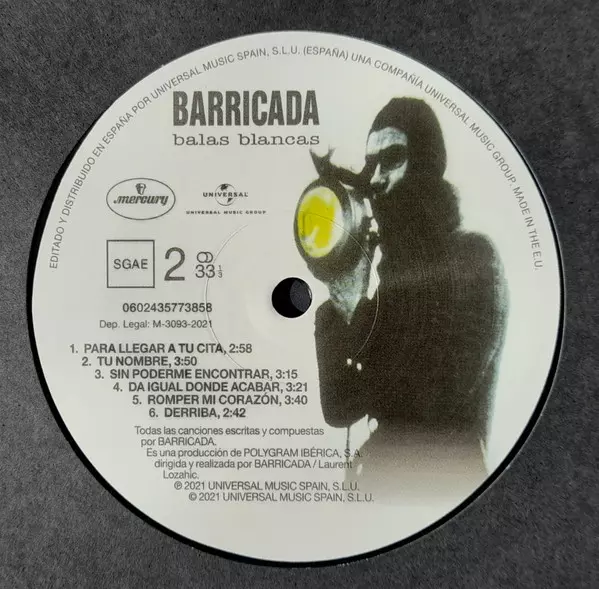 EDITADO Y DISTRIBUIDO EN ESPAÑA POR UNIVERSAL MUSIC SPAIN, S.L.U. (ESPAÑA) UNA COMPAÑIA UNIVERSAL MUSIC GROUP. MADE IN THE E.U.
BARRICADA
balas blancas
mercury
UNIVERSAL
UNIVERSAL MUSIC GROUP
SGAE
2
33 1/3
0602435773858
Dep. Legal: M-3093-2021
1. PARA LLEGAR A TU CITA, 2:58
2. TU NOMBRE, 3:50
3. SIN PODERME ENCONTRAR, 3:15
4. DA IGUAL DONDE ACABAR, 3:21
5. ROMPER MI CORAZÓN, 3:40
6. DERRIBA, 2:42
Todas las canciones escritas y compuestas
por BARRICADA.
Es una producción de POLYGRAM IBÉRICA, S.A.
dirigida y realizada por BARRICADA / Laurent
Lozahic.
℗ 2021 UNIVERSAL MUSIC SPAIN, S.L.U.
© 2021 UNIVERSAL MUSIC SPAIN, S.L.U.